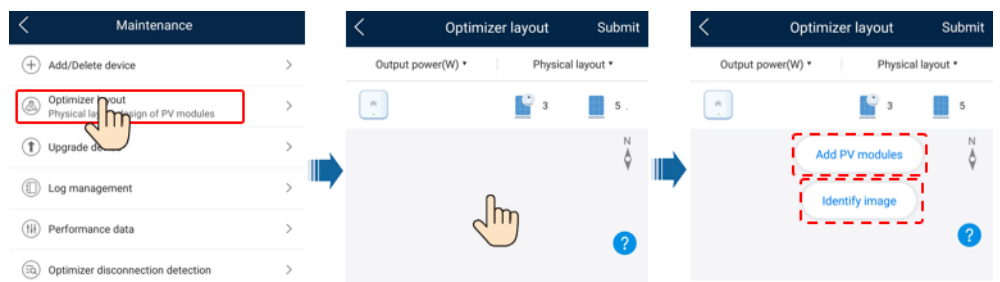 Maintenance
Add/Delete device
Optimizer layout
Physical layout design of PV modules
Upgrade device
Log management
Performance data
Optimizer disconnection detection
Optimizer layout
Submit
Output power(W)
Physical layout
3
5
N
?
Optimizer layout
Submit
Output power(W)
Physical layout
3
5
Add PV modules
Identify image
N
?